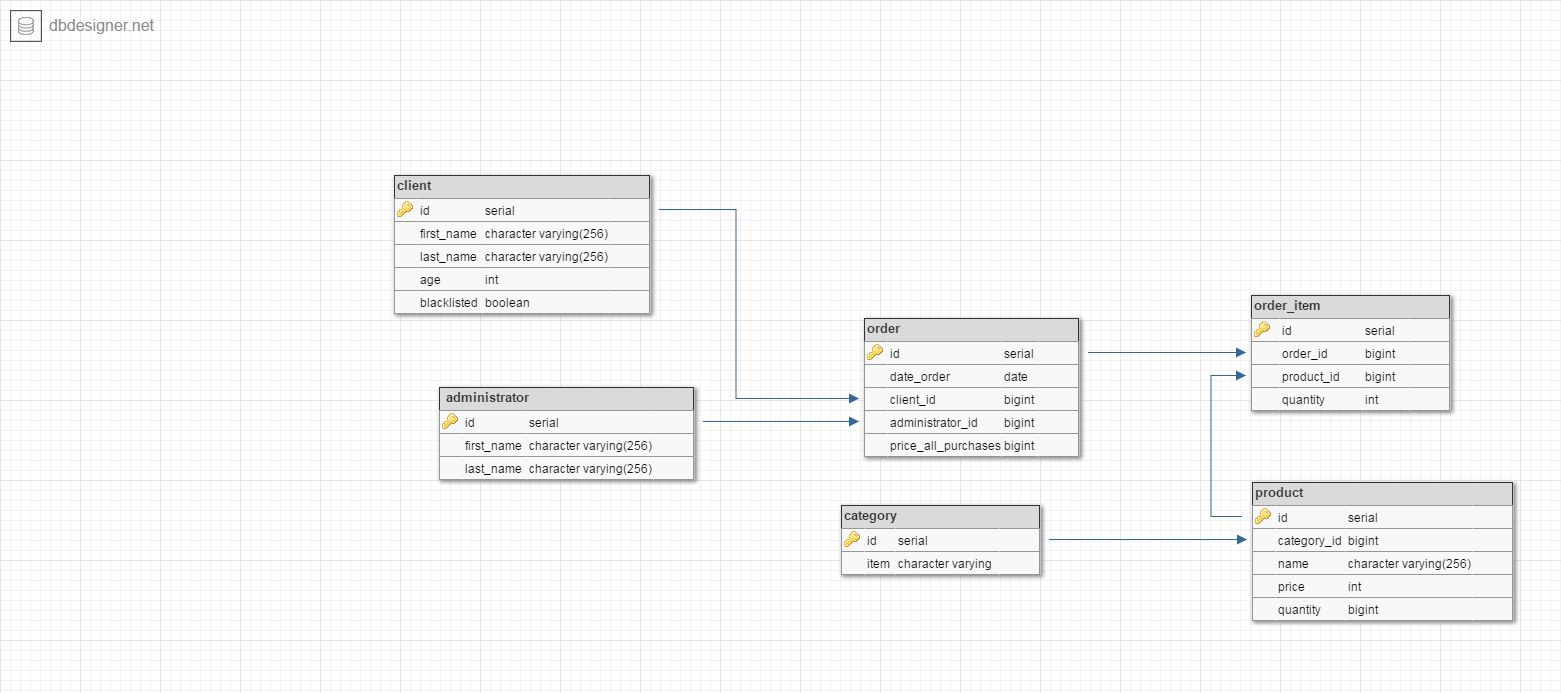 dbdesigner.net
client
id serial
first_name character varying(256)
last_name character varying(256)
age int
blacklisted boolean
administrator
id serial
first_name character varying(256)
last_name character varying(256)
order
id serial
date_order date
client_id bigint
administrator_id bigint
price_all_purchases bigint
category
id serial
item character varying
order_item
id serial
order_id bigint
product_id bigint
quantity int
product
id serial
category_id bigint
name character varying(256)
price int
quantity bigint